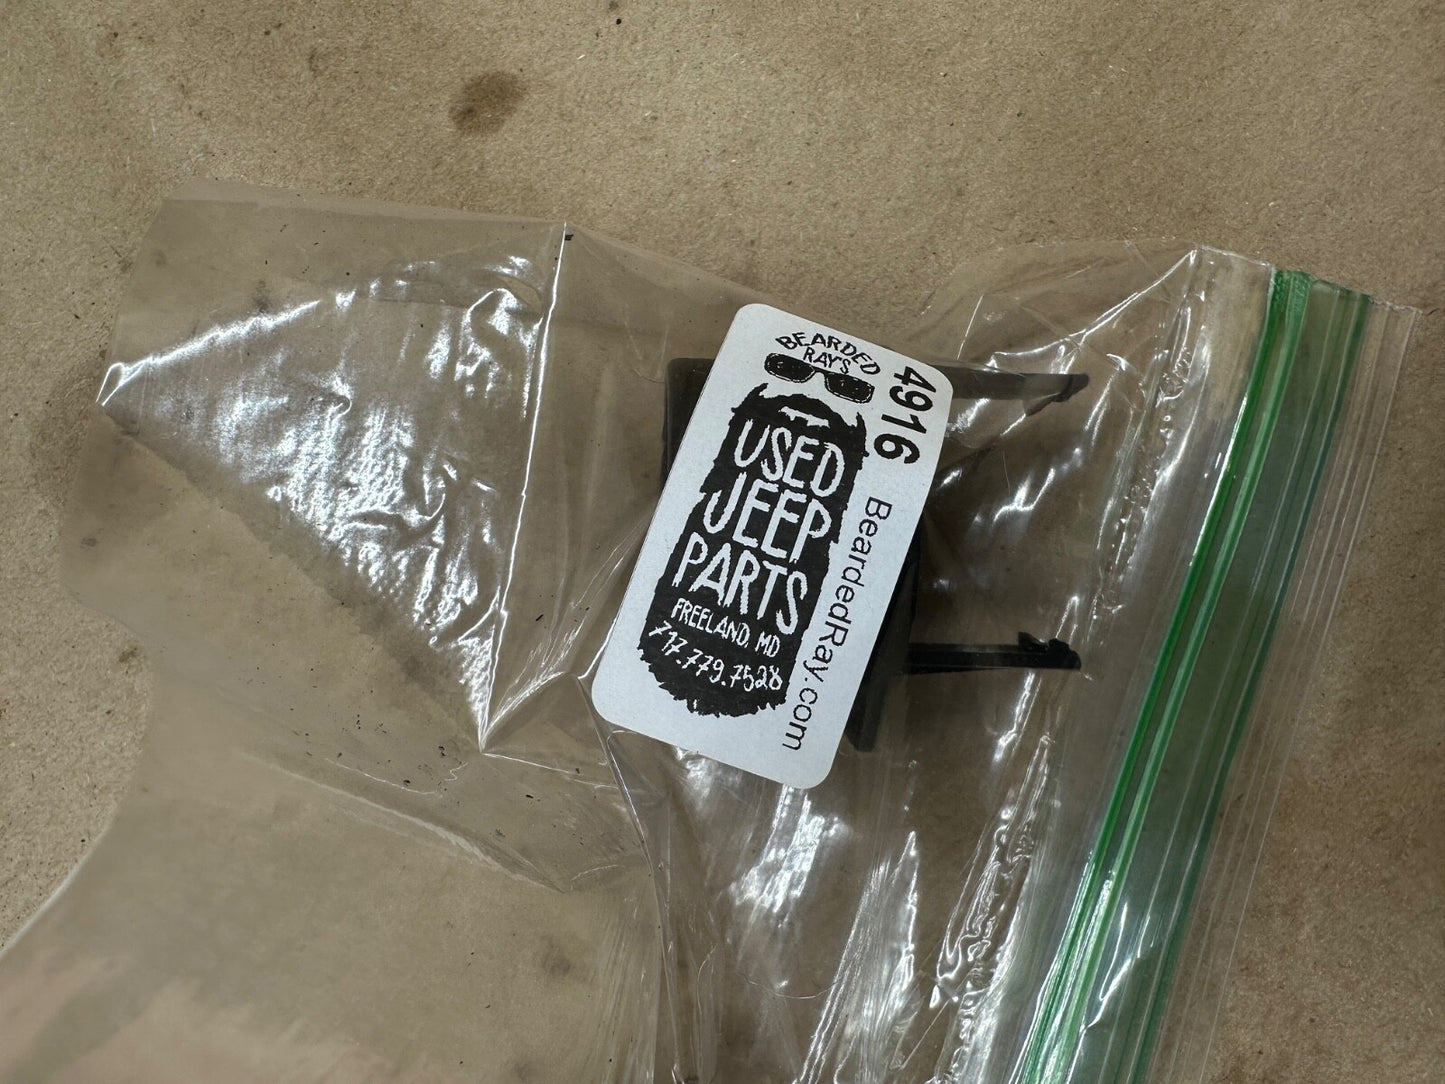 BEARDED
RAY'S
USED
JEEP
PARTS
FREELAND, MD
717.779.7528
4916
BeardedRay.com